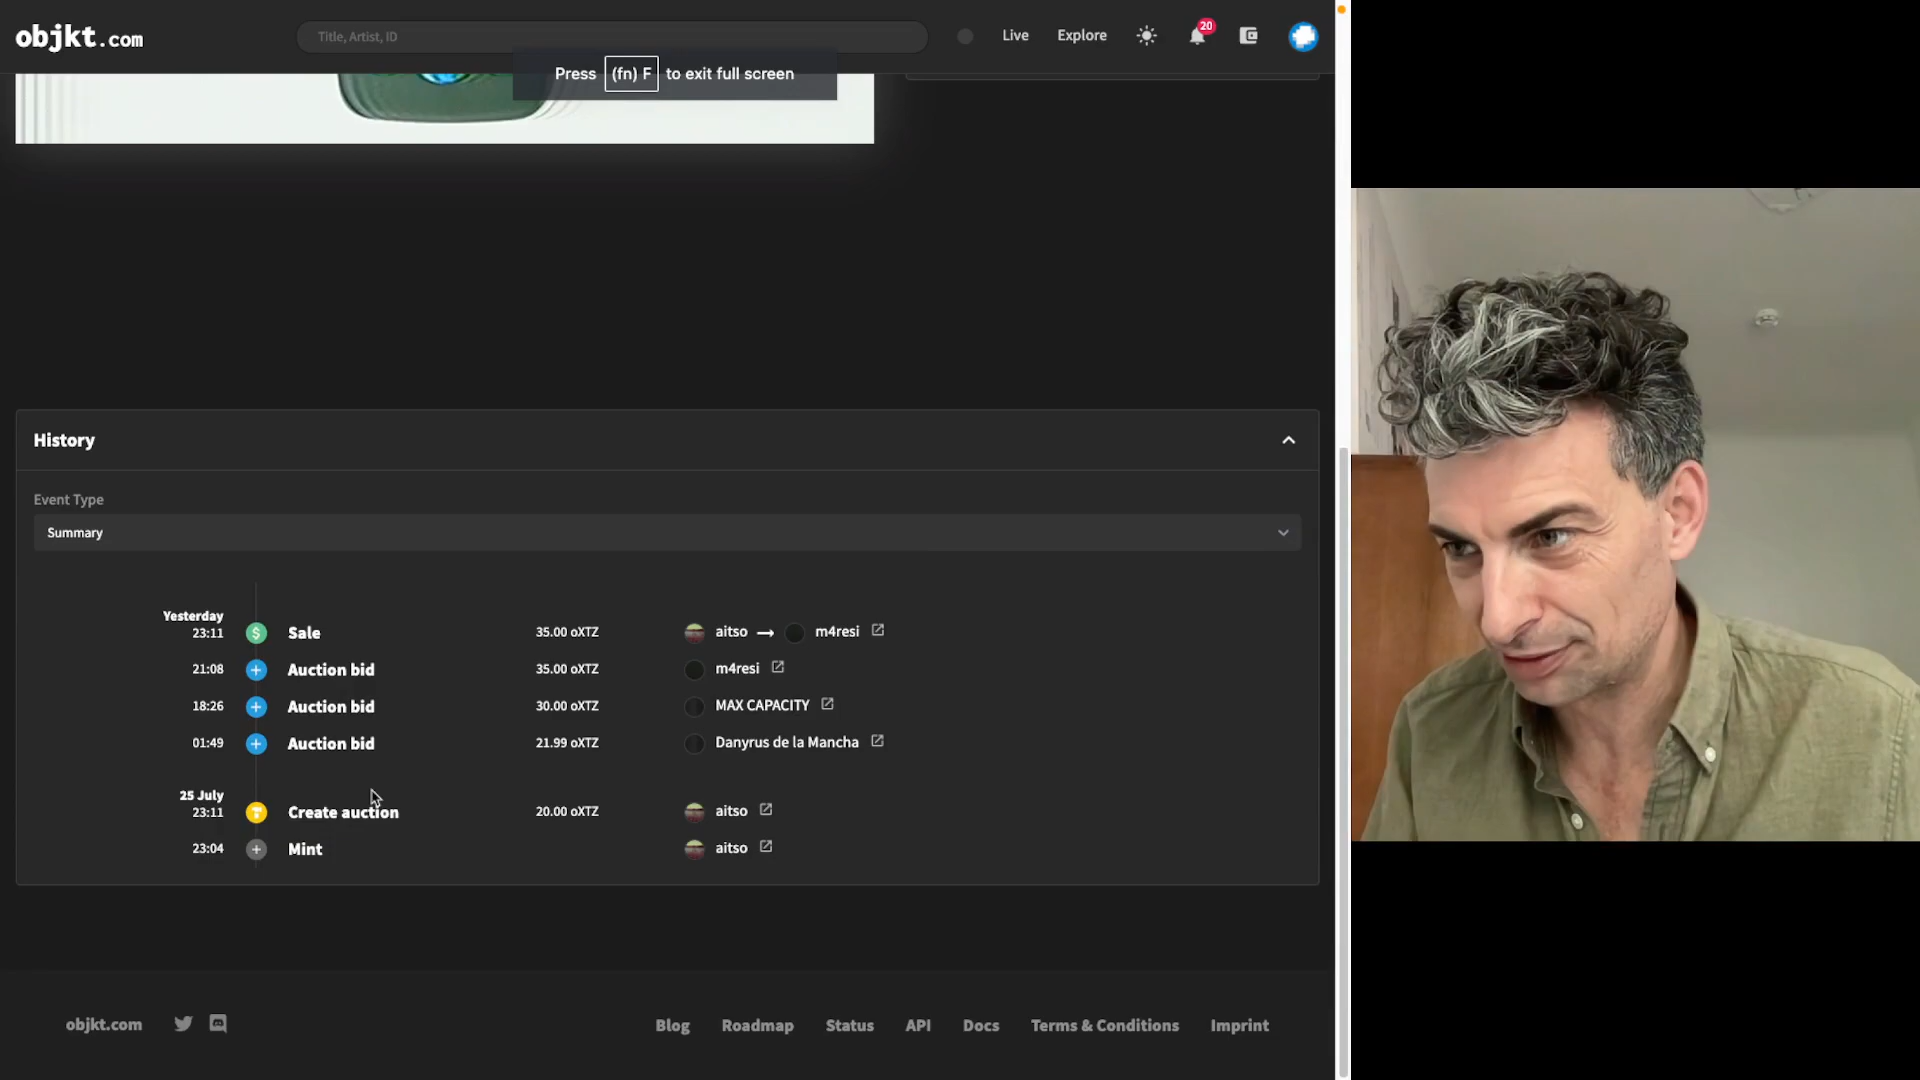 objkt.com
Title, Artist, ID
Live
Explore
20
Press (fn) F to exit full screen
History
Event Type
Summary
Yesterday
23:11 Sale 35.00 oXTZ aitso → m4resi
21:08 Auction bid 35.00 oXTZ m4resi
18:26 Auction bid 30.00 oXTZ MAX CAPACITY
01:49 Auction bid 21.99 oXTZ Danyrus de la Mancha
25 July
23:11 Create auction 20.00 oXTZ aitso
23:04 Mint aitso
objkt.com
Blog Roadmap Status API Docs Terms & Conditions Imprint